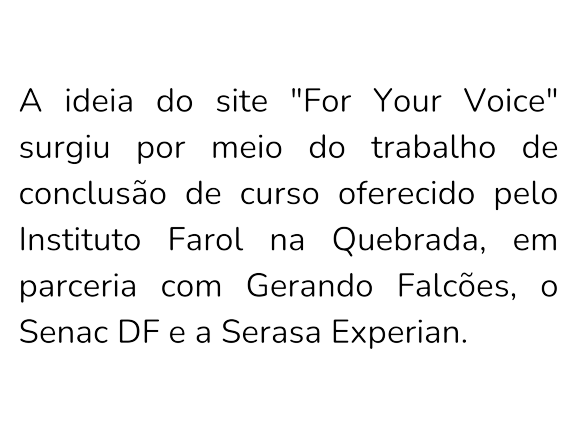 A ideia do site "For Your Voice"
surgiu por meio do trabalho de
conclusão de curso oferecido pelo
Instituto Farol na Quebrada, em
parceria com Gerando Falcões, o
Senac DF e a Serasa Experian.